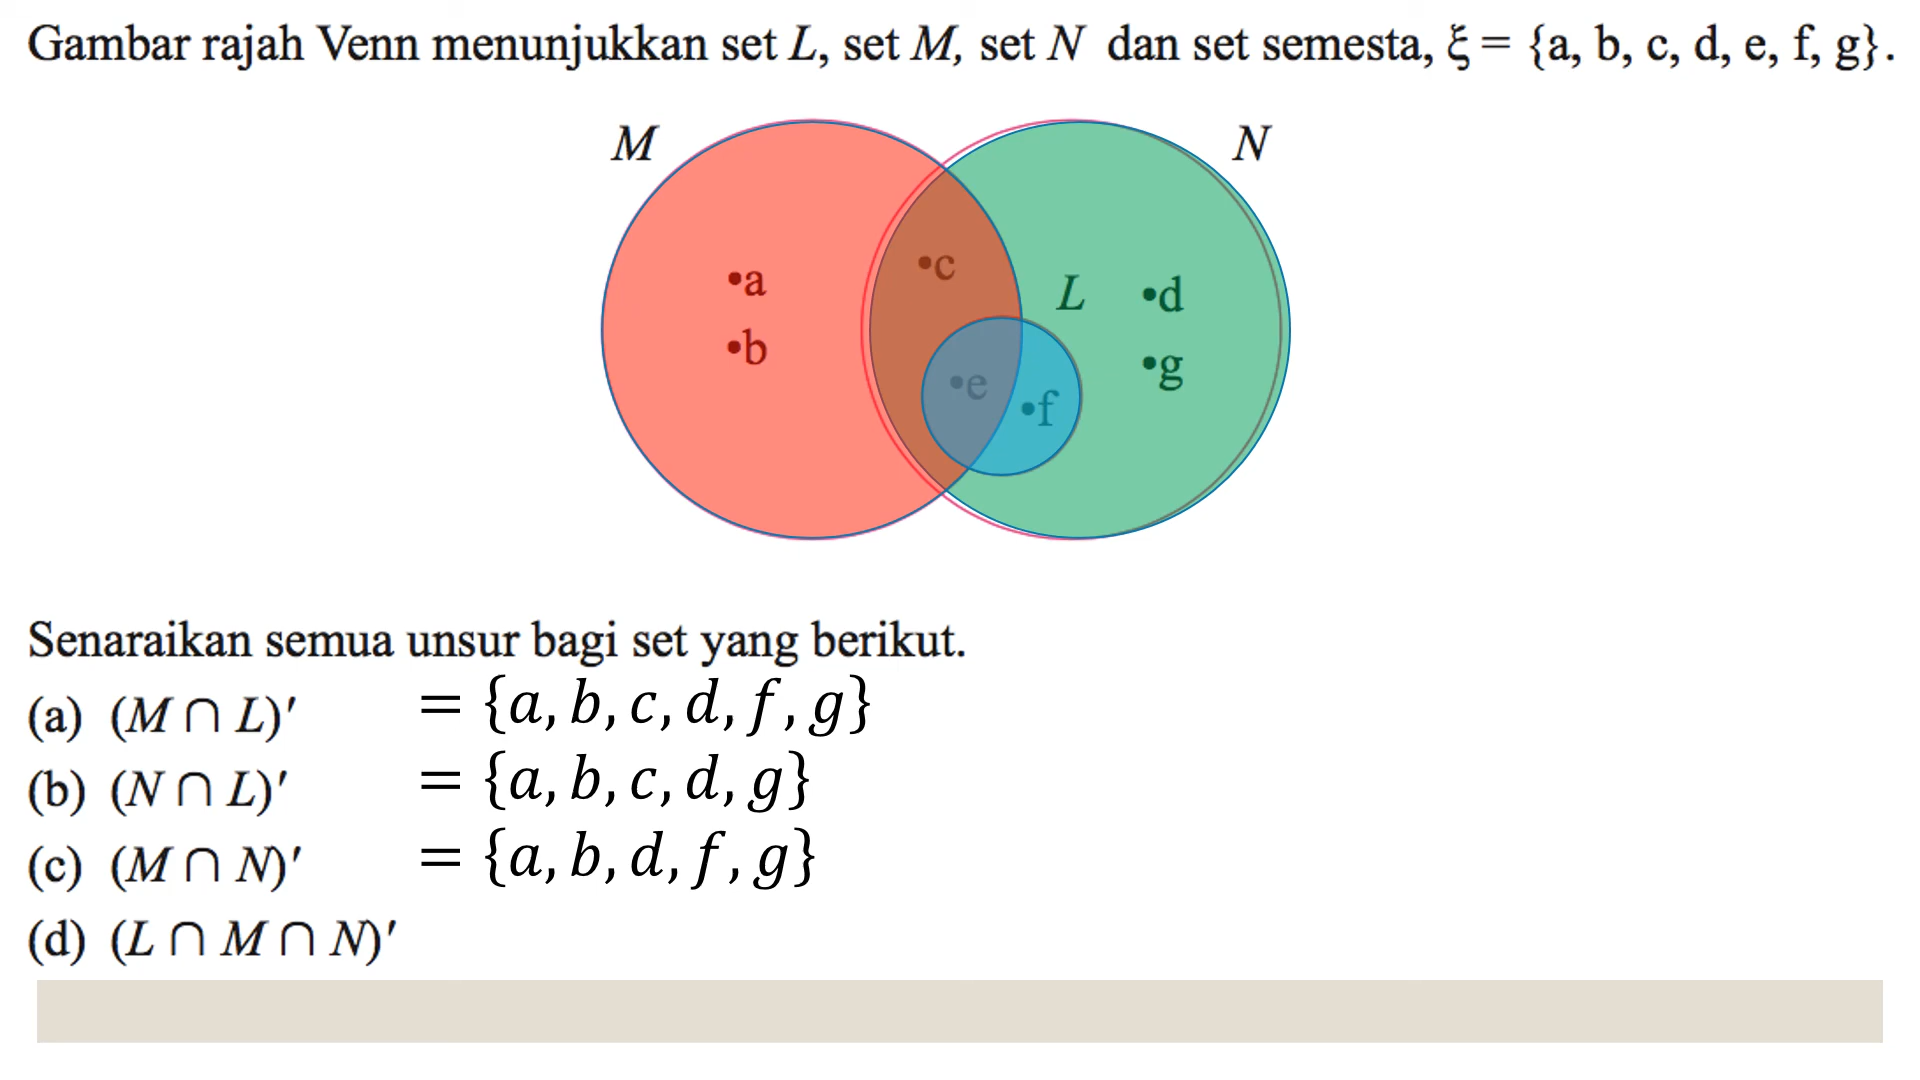 Gambar rajah Venn menunjukkan set L, set M, set N dan set semesta, ξ = {a, b, c, d, e, f, g}.
M
N
•a
•c
L
•d
•b
•g
•e
•f
Senaraikan semua unsur bagi set yang berikut.
(a) (M ∩ L)′ = {a, b, c, d, f, g}
(b) (N ∩ L)′ = {a, b, c, d, g}
(c) (M ∩ N)′ = {a, b, d, f, g}
(d) (L ∩ M ∩ N)′